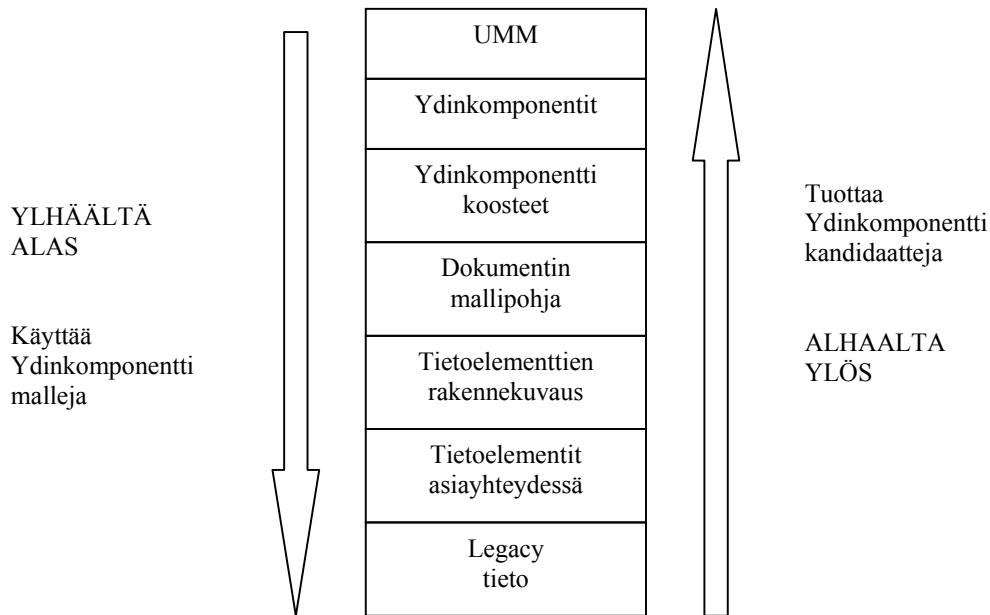 YLHÄÄLTÄ
ALAS
Käyttää
Ydinkomponentti
malleja
UMM
Ydinkomponentit
Ydinkomponentti
koosteet
Dokumentin
mallipohja
Tietoelementtien
rakennekuvaus
Tietoelementit
asiayhteydessä
Legacy
tieto
Tuottaa
Ydinkomponentti
kandidaatteja
ALHAALTA
YLÖS